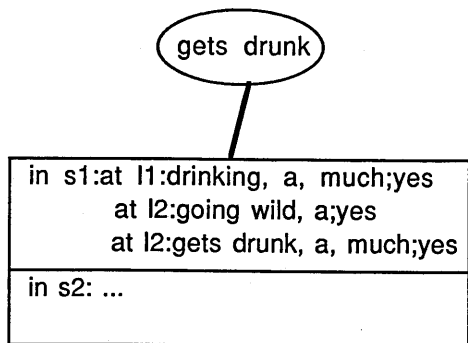 gets drunk
in s1:at l1:drinking, a, much;yes
at l2:going wild, a;yes
at l2:gets drunk, a, much;yes
in s2: ...